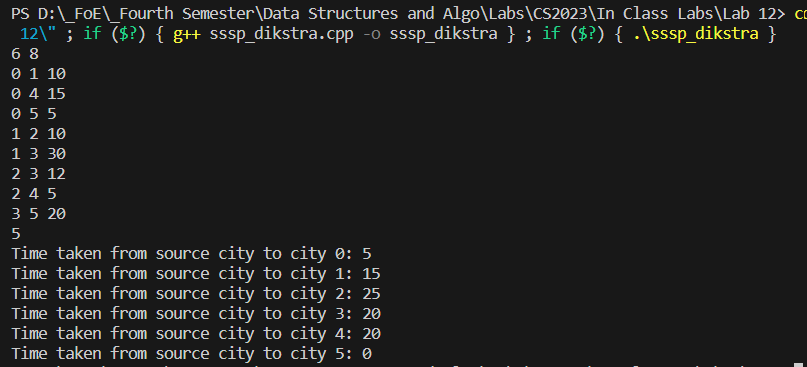 PS D:\_FoE\_Fourth Semester\Data Structures and Algo\Labs\CS2023\In Class Labs\Lab 12>
12\" ; if ($?) { g++ sssp_dikstra.cpp -o sssp_dikstra } ; if ($?) { .\sssp_dikstra }
6 8
0 1 10
0 4 15
0 5 5
1 2 10
1 3 30
2 3 12
2 4 5
3 5 20
5
Time taken from source city to city 0: 5
Time taken from source city to city 1: 15
Time taken from source city to city 2: 25
Time taken from source city to city 3: 20
Time taken from source city to city 4: 20
Time taken from source city to city 5: 0